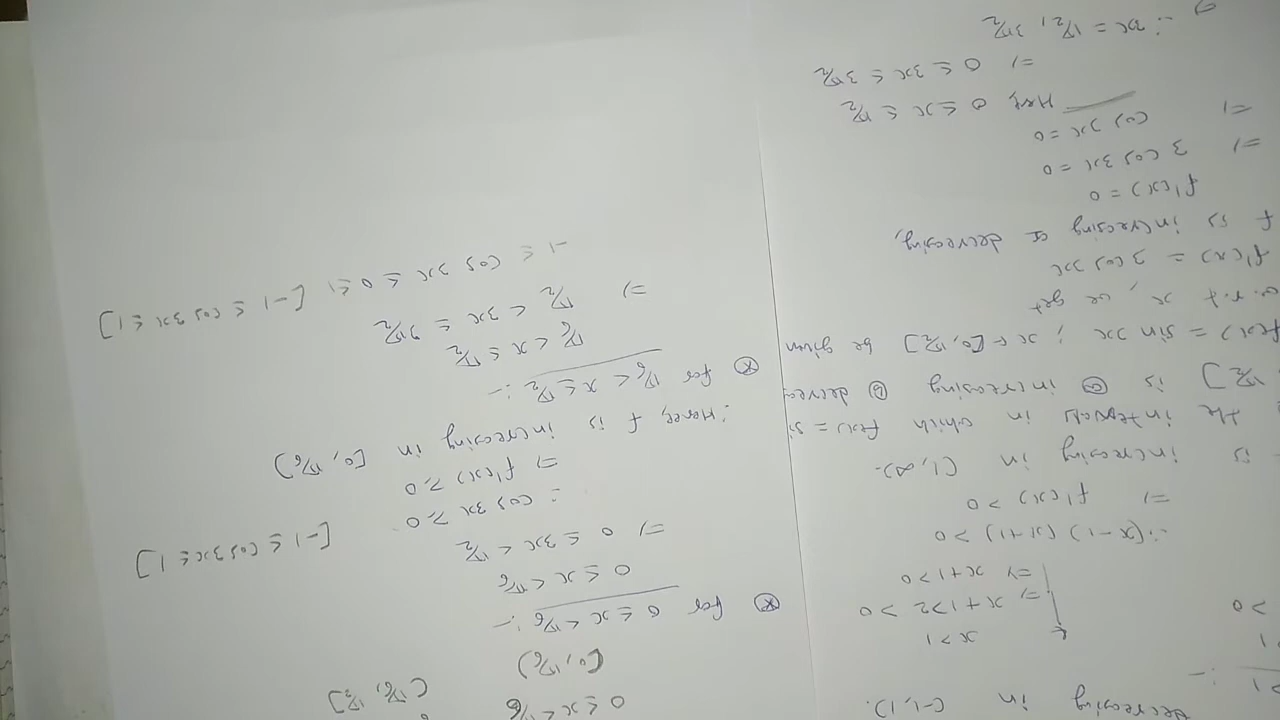 decreasing in (-1, 1).
x > 1
=> x + 1 > 2 > 0
=> x + 1 > 0
∴ (x-1) (x+1) > 0
=> f'(x) > 0
is increasing in (1, ∞).
the intervals in which f(x) = si
π/2] is ⓐ increasing ⓑ decrea
f(x) = sin 3x ; x ∈ [0, π/2] be given
w.r.t x, we get
f'(x) = 3 cos 3x
f is increasing or decreasing,
f'(x) = 0
=> 3 cos 3x = 0
=> cos 3x = 0
Here, 0 ≤ x ≤ π/2
=> 0 ≤ 3x ≤ 3π/2
∴ 3x = π/2, 3π/2
0 ≤ x < π/6
[0, π/6) (π/6, π/2]
⊛ for 0 ≤ x < π/6 :-
0 ≤ x < π/6
=> 0 ≤ 3x < π/2
∴ cos 3x ≥ 0 [-1 ≤ cos 3x ≤ 1]
=> f'(x) ≥ 0
∴ Hence, f is increasing in [0, π/6)
⊛ for π/6 < x ≤ π/2 :-
π/6 < x ≤ π/2
=> π/2 < 3x ≤ 3π/2
-1 ≤ cos 3x ≤ 0 ≤ 1 [-1 ≤ cos 3x ≤ 1]